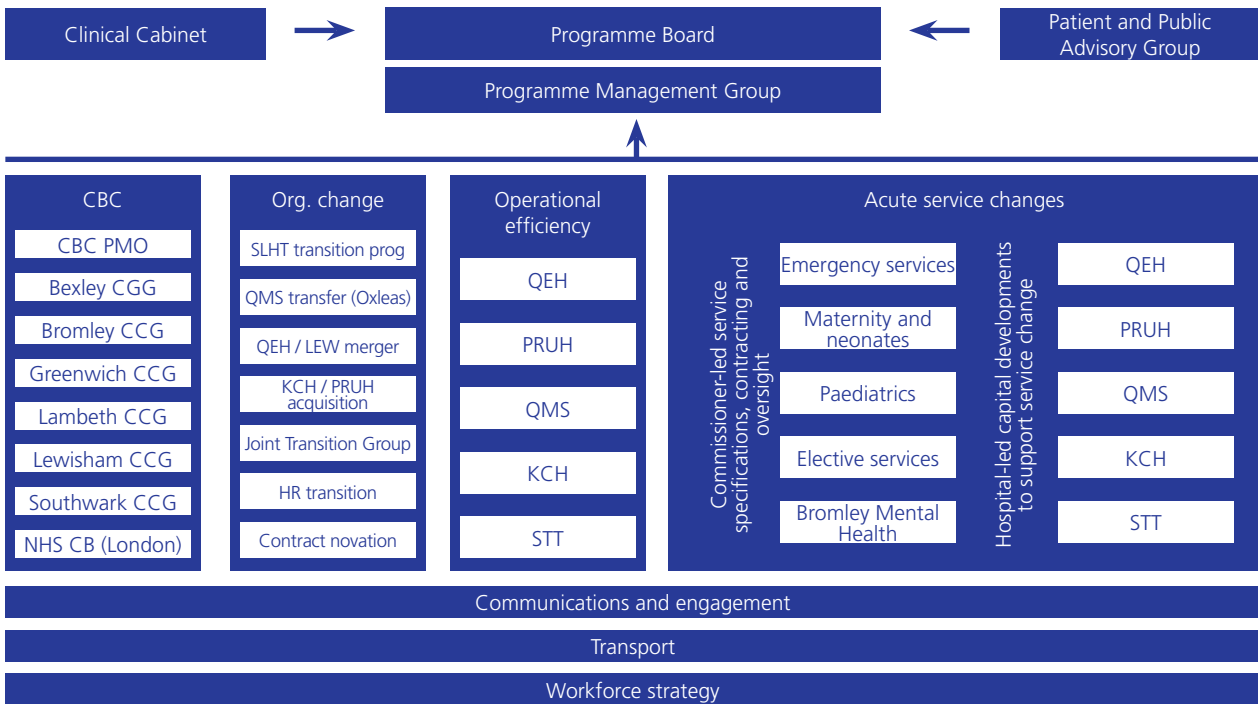 Clinical Cabinet
Programme Board
Patient and Public
Advisory Group
Programme Management Group
CBC
CBC PMO
Bexley CGG
Bromley CCG
Greenwich CCG
Lambeth CCG
Lewisham CCG
Southwark CCG
NHS CB (London)
Org. change
SLHT transition prog
QMS transfer (Oxleas)
QEH / LEW merger
KCH / PRUH
acquisition
Joint Transition Group
HR transition
Contract novation
Operational
efficiency
QEH
PRUH
QMS
KCH
STT
Acute service changes
Commissioner-led service
specifications, contracting and
oversight
Emergency services
Maternity and
neonates
Paediatrics
Elective services
Bromley Mental
Health
Hospital-led capital developments
to support service change
QEH
PRUH
QMS
KCH
STT
Communications and engagement
Transport
Workforce strategy